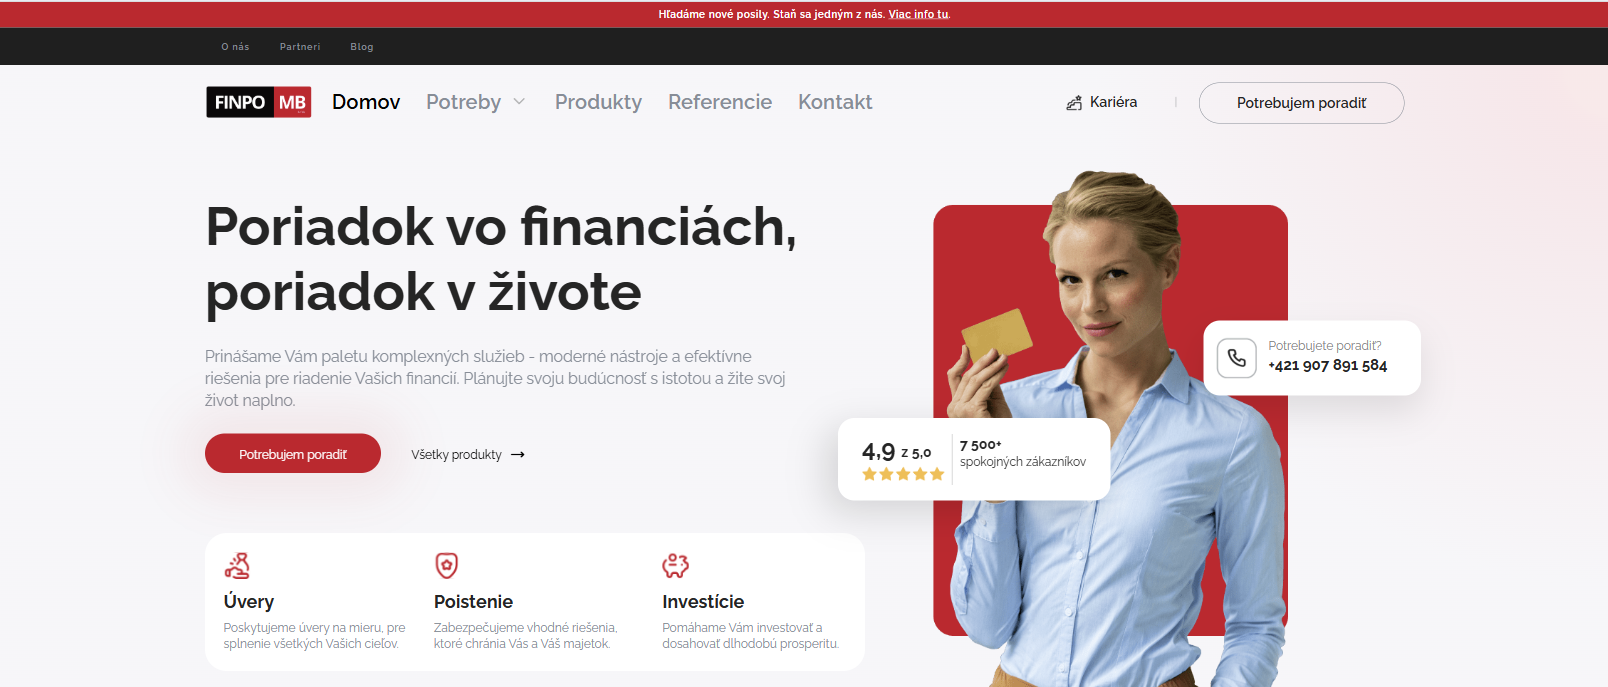 Hľadáme nové posily. Staň sa jedným z nás. Viac info tu.
O nás Partneri Blog
FINPO MB Domov Potreby Produkty Referencie Kontakt Kariéra Potrebujem poradiť
Poriadok vo financiách,
poriadok v živote
Prinášame Vám paletu komplexných služieb - moderné nástroje a efektívne
riešenia pre riadenie Vašich financií. Plánujte svoju budúcnosť s istotou a žite svoj
život naplno.
Potrebujem poradiť Všetky produkty →
Potrebujete poradiť?
+421 907 891 584
4,9 z 5,0
7 500+
spokojných zákazníkov
Úvery
Poskytujeme úvery na mieru, pre
splnenie všetkých Vašich cieľov.
Poistenie
Zabezpečujeme vhodné riešenia,
ktoré chránia Vás a Váš majetok.
Investície
Pomáhame Vám investovať a
dosahovať dlhodobú prosperitu.